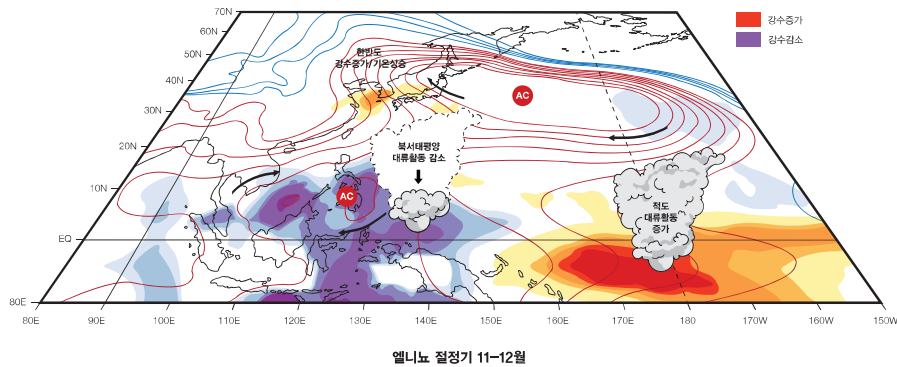 70N
60N
50N
40N
30N
20N
10N
EQ
80E
강수증가
강수감소
한반도
강수증가/기온상승
AC
북서태평양
대류활동 감소
AC
적도
대류활동
증가
80E
90E
100E
110E
120E
130E
140E
150E
160E
170E
180
170W
160W
150W
엘니뇨 절정기 11–12월